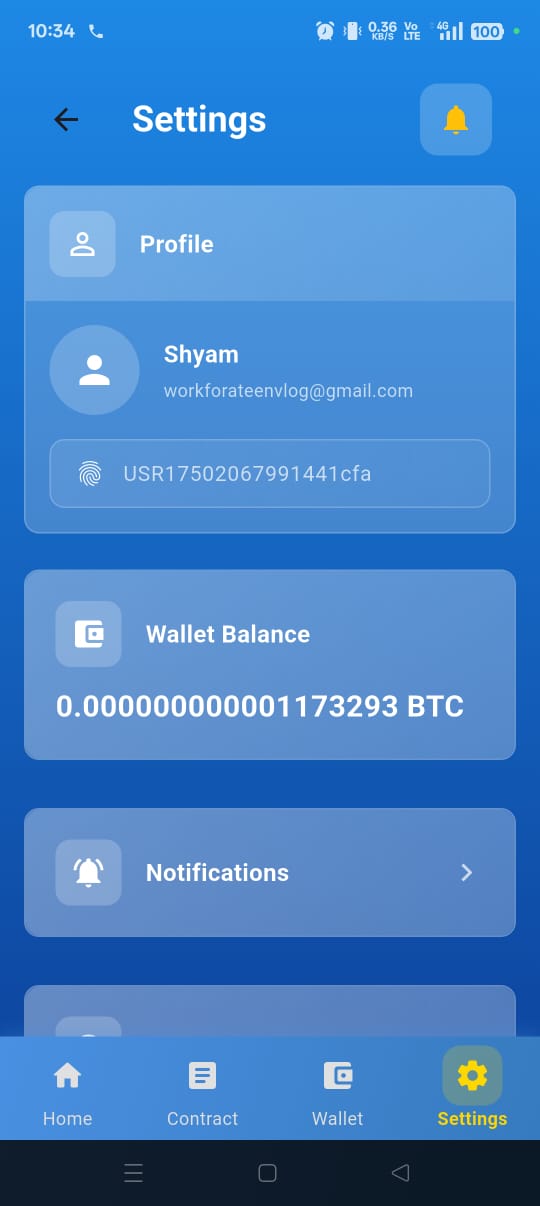 10:34 0.36 KB/S Vo LTE 4G 100
Settings
Profile
Shyam
workforateenvlog@gmail.com
USR17502067991441cfa
Wallet Balance
0.000000000001173293 BTC
Notifications
Home Contract Wallet Settings